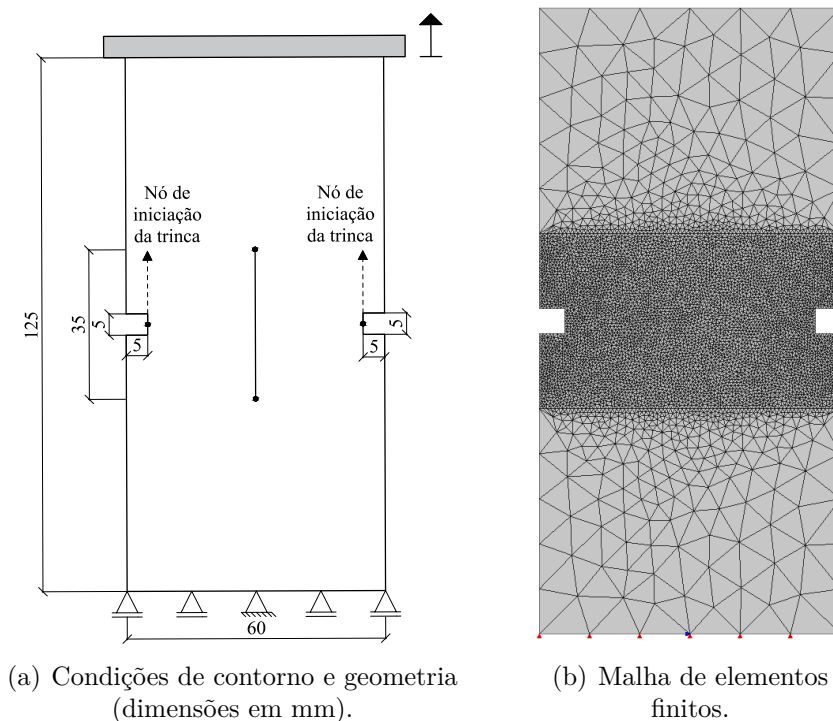 Nó de
iniciação
da trinca
Nó de
iniciação
da trinca
125
35
5
5
5
5
60
(a) Condições de contorno e geometria
(dimensões em mm).
(b) Malha de elementos
finitos.